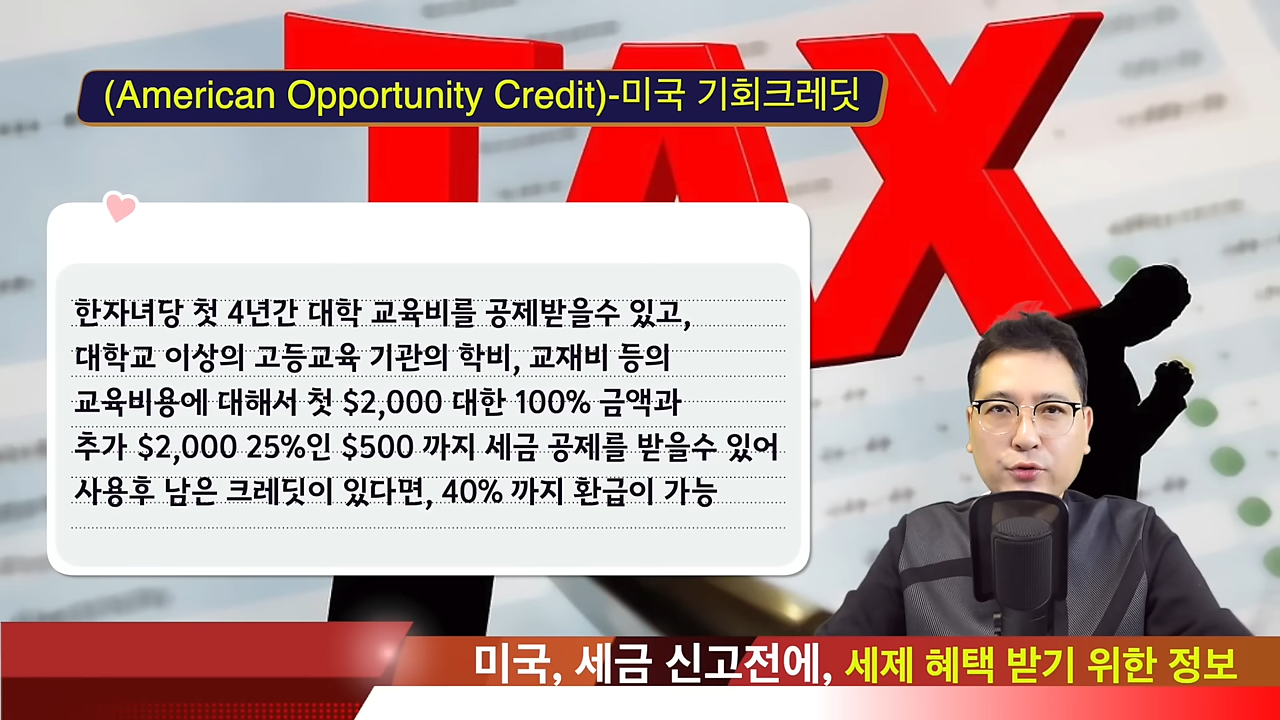 TAX
(American Opportunity Credit)-미국 기회크레딧
한자녀당 첫 4년간 대학 교육비를 공제받을수 있고,
대학교 이상의 고등교육 기관의 학비, 교재비 등의
교육비용에 대해서 첫 $2,000 대한 100% 금액과
추가 $2,000 25%인 $500 까지 세금 공제를 받을수 있어
사용후 남은 크레딧이 있다면, 40% 까지 환급이 가능
미국, 세금 신고전에, 세제 혜택 받기 위한 정보